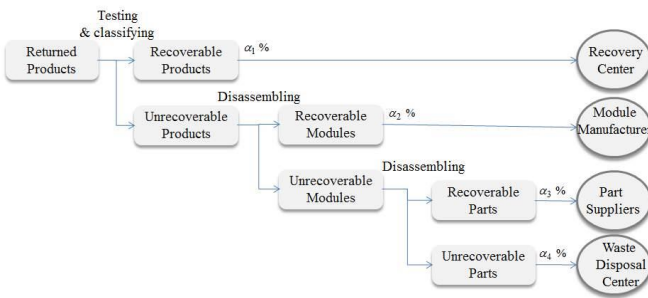 Testing
& classifying
Returned
Products
Recoverable
Products
α₁ %
Recovery
Center
Unrecoverable
Products
Disassembling
Recoverable
Modules
α₂ %
Module
Manufacturer
Unrecoverable
Modules
Disassembling
Recoverable
Parts
α₃ %
Part
Suppliers
Unrecoverable
Parts
α₄ %
Waste
Disposal
Center